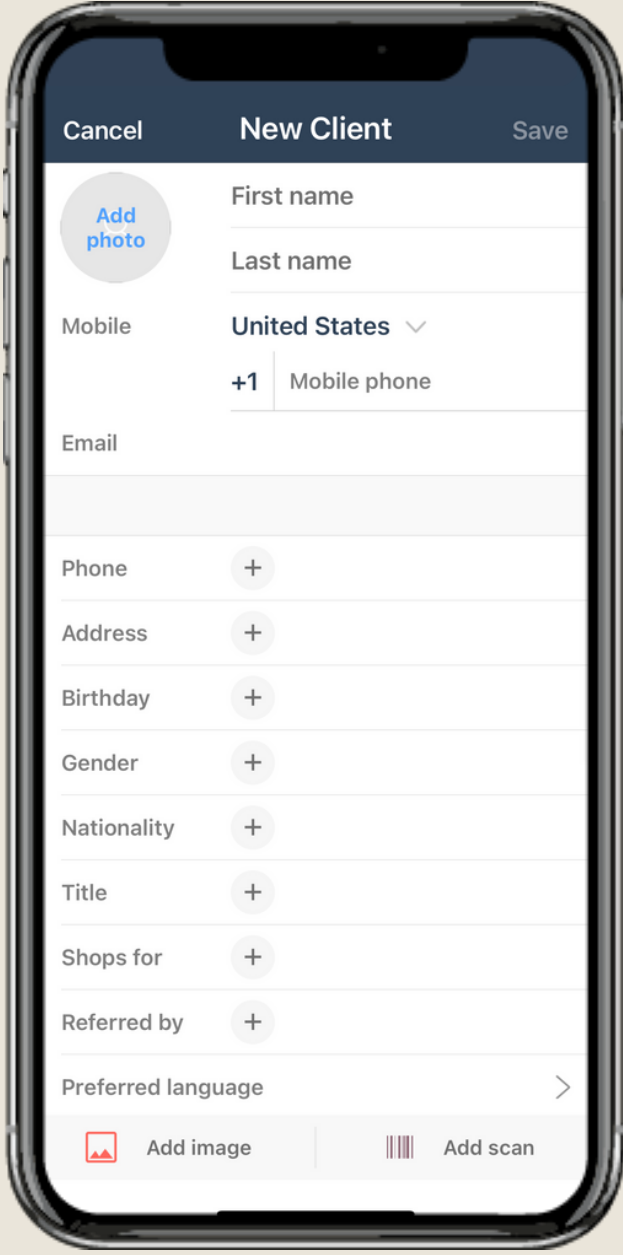 Cancel New Client Save
Add
photo
First name
Last name
Mobile United States
+1 Mobile phone
Email
Phone +
Address +
Birthday +
Gender +
Nationality +
Title +
Shops for +
Referred by +
Preferred language
Add image Add scan